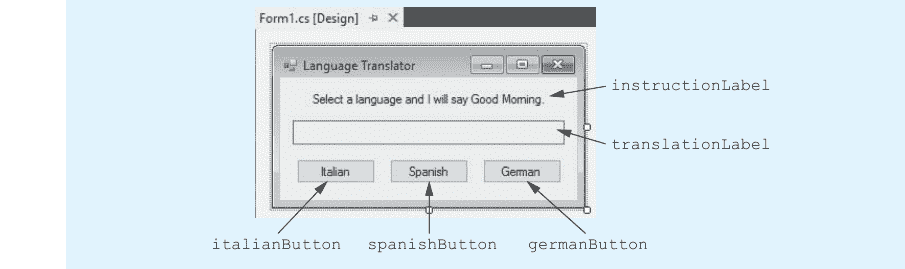 Form1.cs [Design]
Language Translator
Select a language and I will say Good Morning.
instructionLabel
translationLabel
Italian Spanish German
italianButton spanishButton germanButton